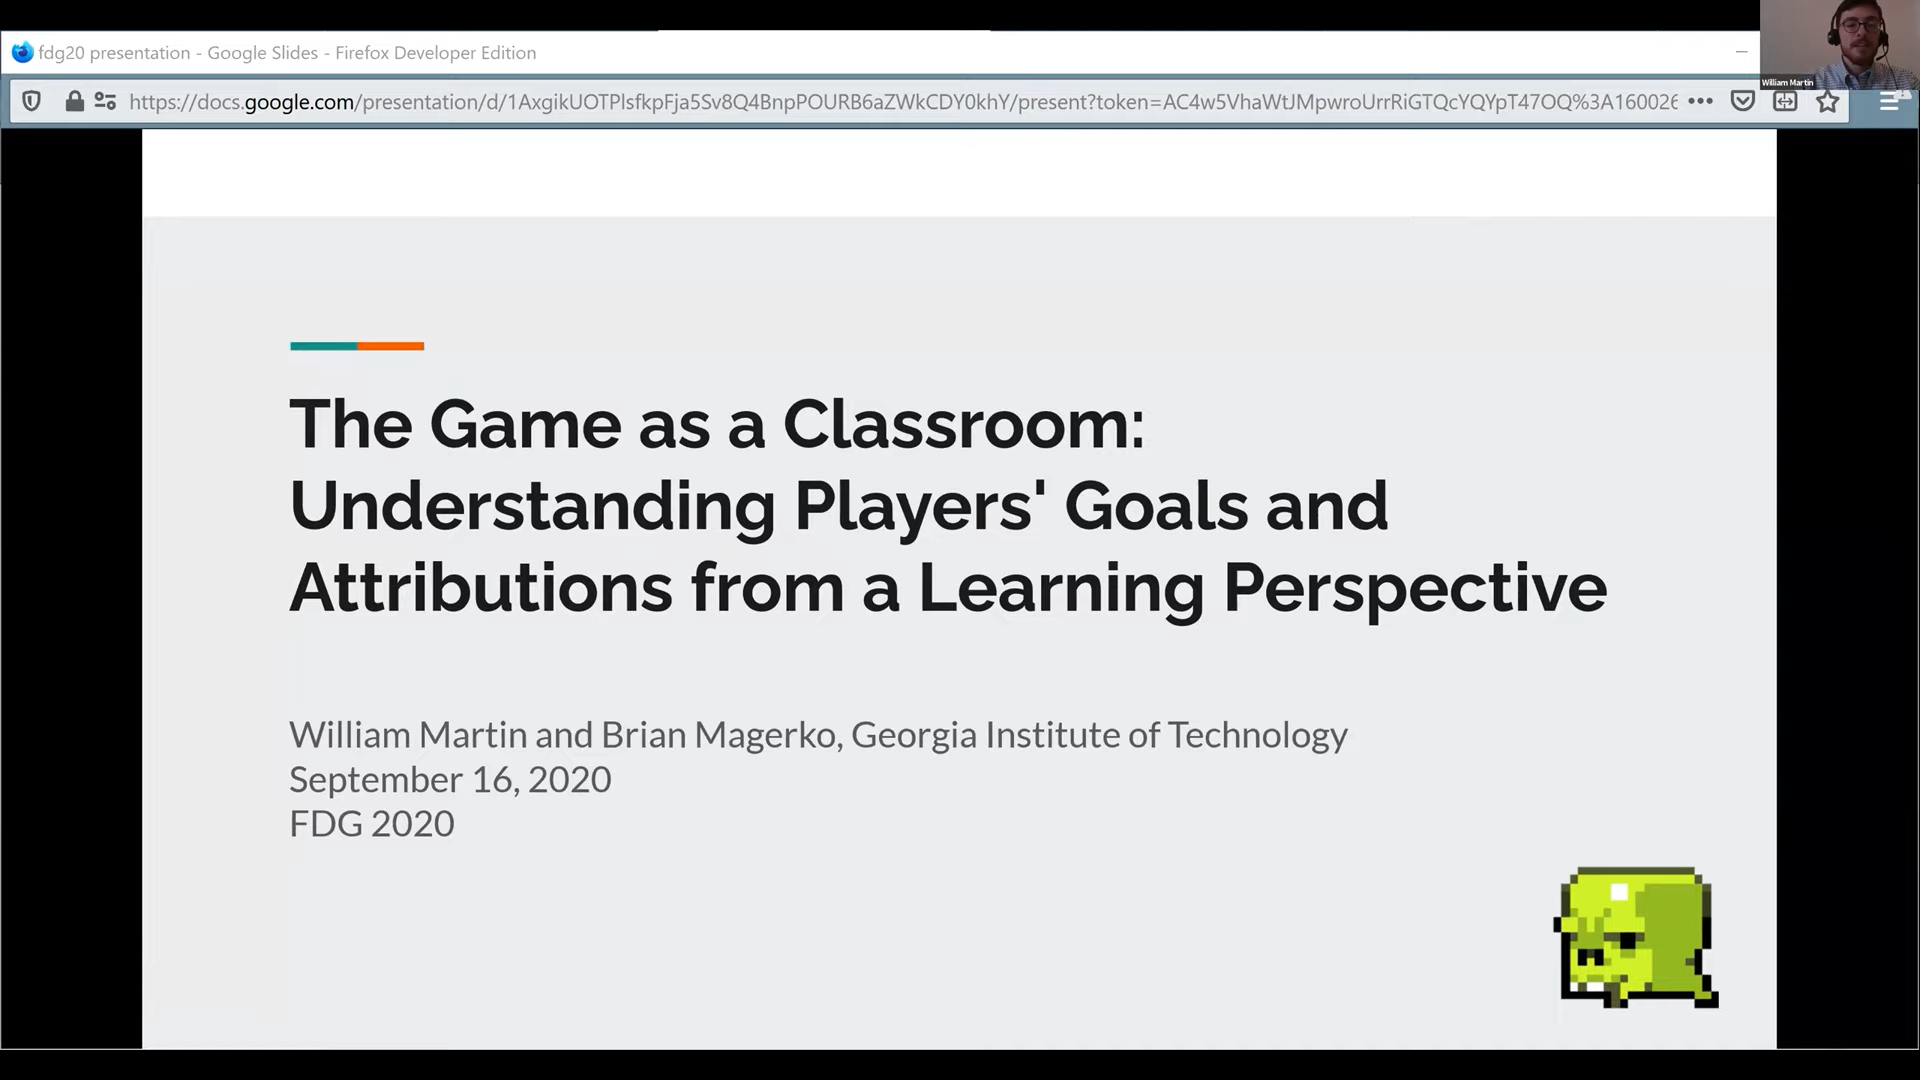 fdg20 presentation - Google Slides - Firefox Developer Edition
William Martin
https://docs.google.com/presentation/d/1AxgikUOTPlsfkpFja5Sv8Q4BnpPOURB6aZWkCDY0khY/present?token=AC4w5VhaWtJMpwroUrrRiGTQcYQYpT47OQ%3A160026
The Game as a Classroom:
Understanding Players' Goals and
Attributions from a Learning Perspective
William Martin and Brian Magerko, Georgia Institute of Technology
September 16, 2020
FDG 2020